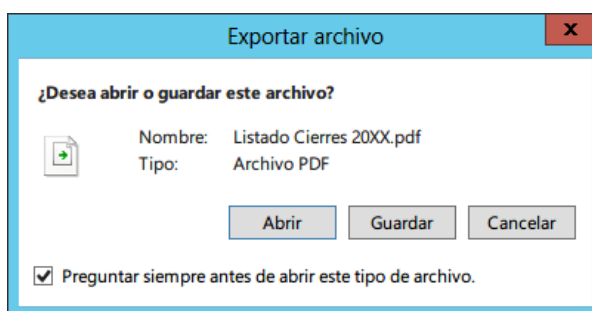 Exportar archivo
x
¿Desea abrir o guardar este archivo?
Nombre: Listado Cierres 20XX.pdf
Tipo: Archivo PDF
Abrir Guardar Cancelar
Preguntar siempre antes de abrir este tipo de archivo.